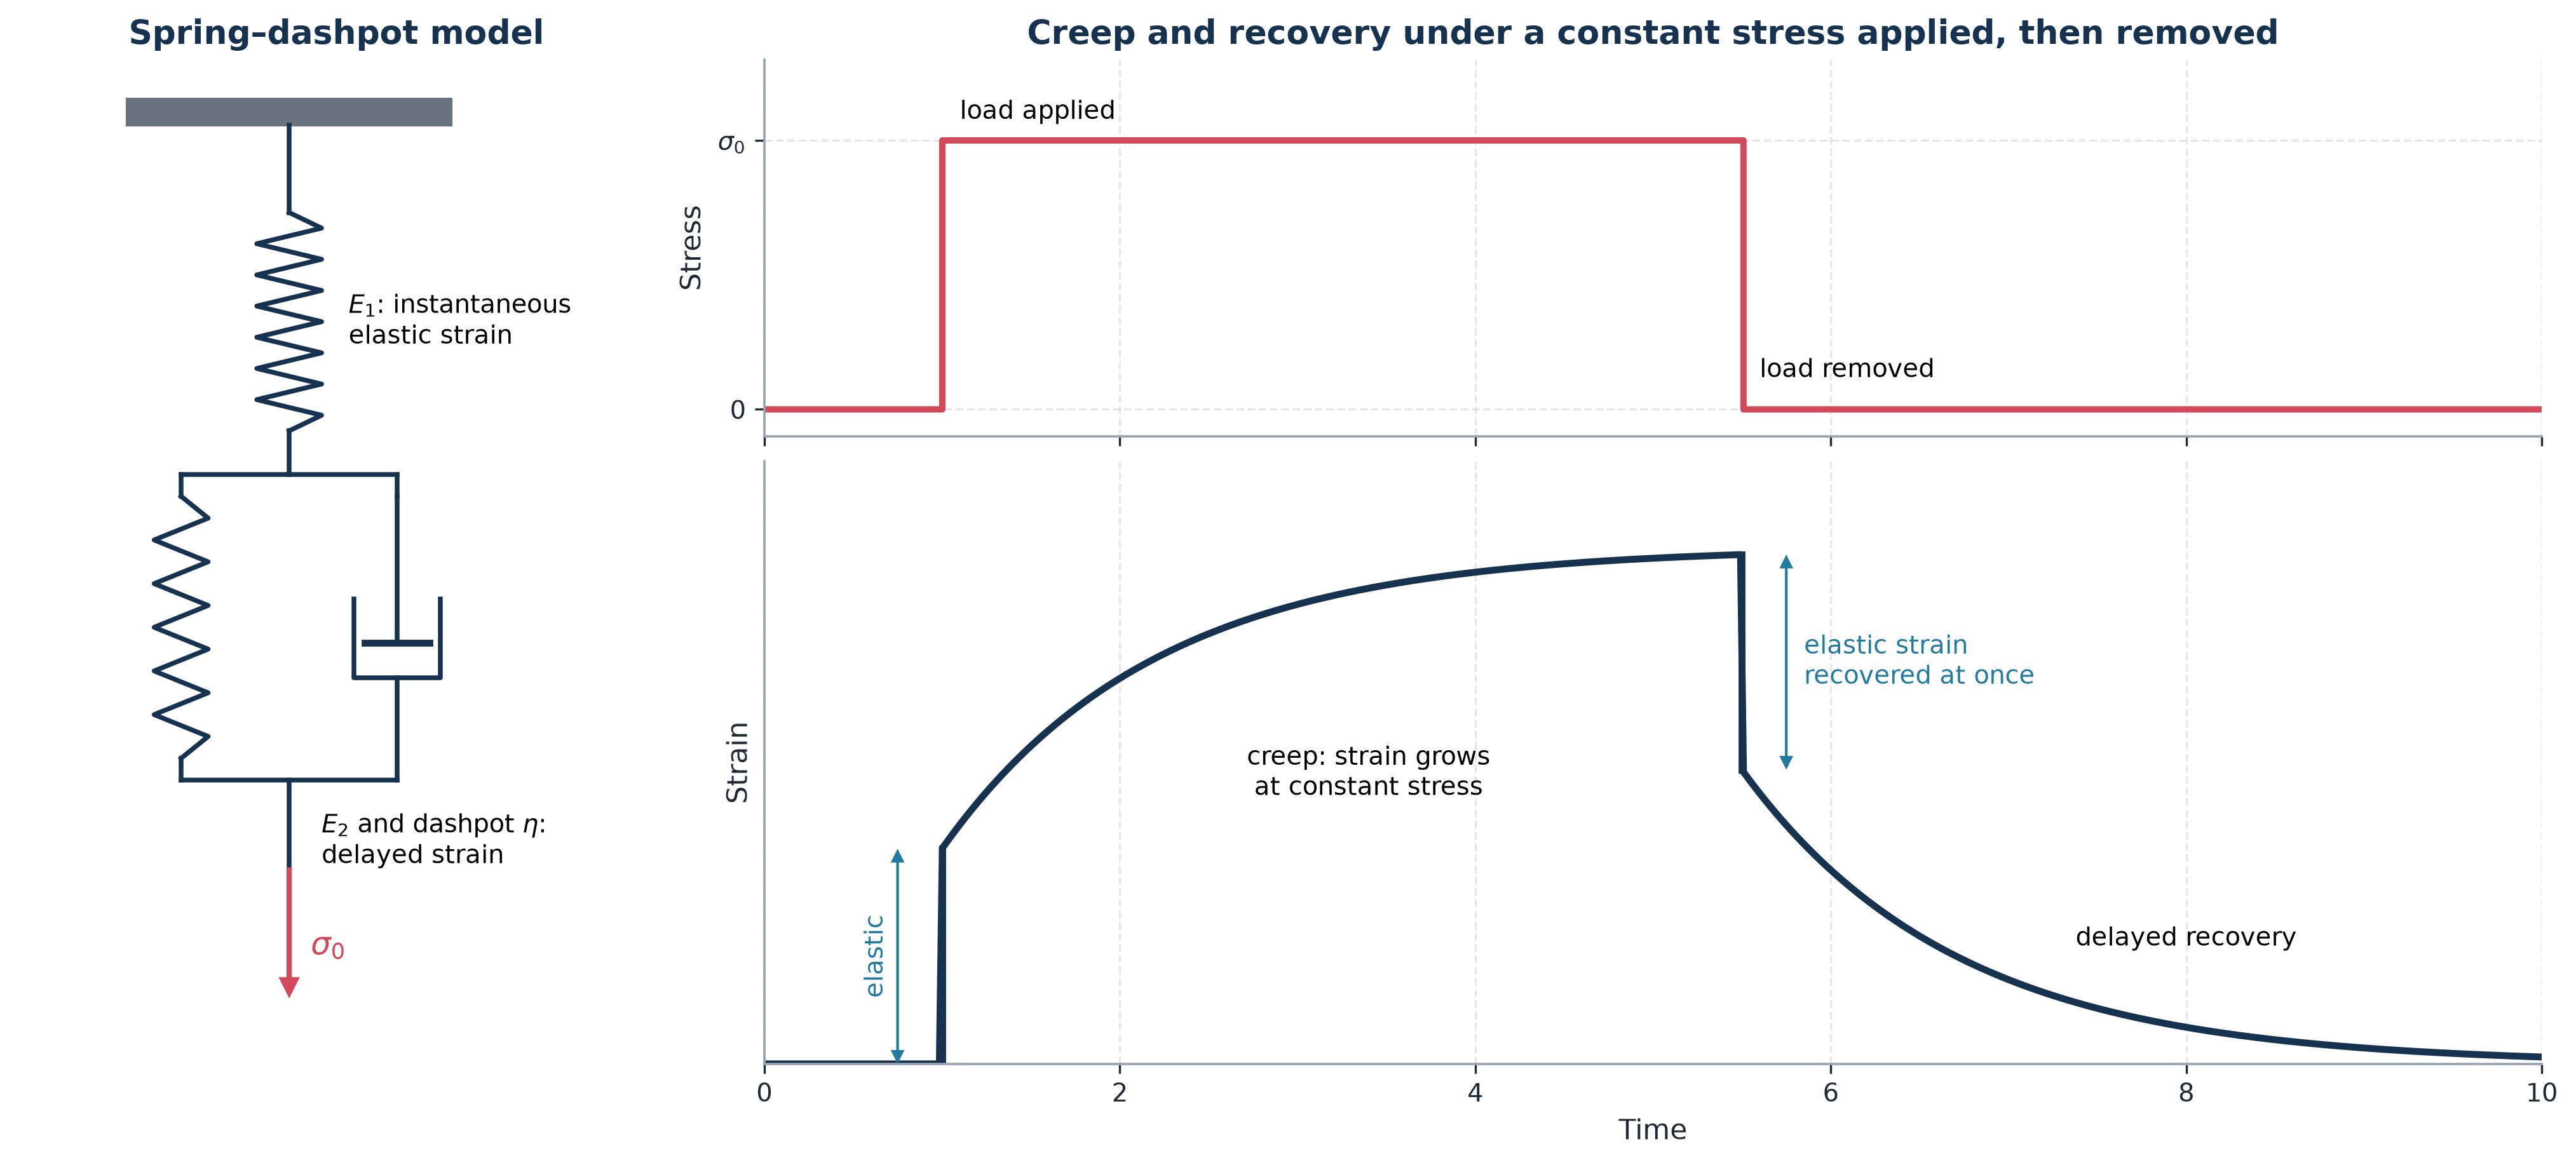 Spring–dashpot model
E₁: instantaneous
elastic strain
E₂ and dashpot η:
delayed strain
σ₀
Creep and recovery under a constant stress applied, then removed
Stress
σ₀
0
load applied
load removed
Strain
elastic
creep: strain grows
at constant stress
elastic strain
recovered at once
delayed recovery
0 2 4 6 8 10
Time